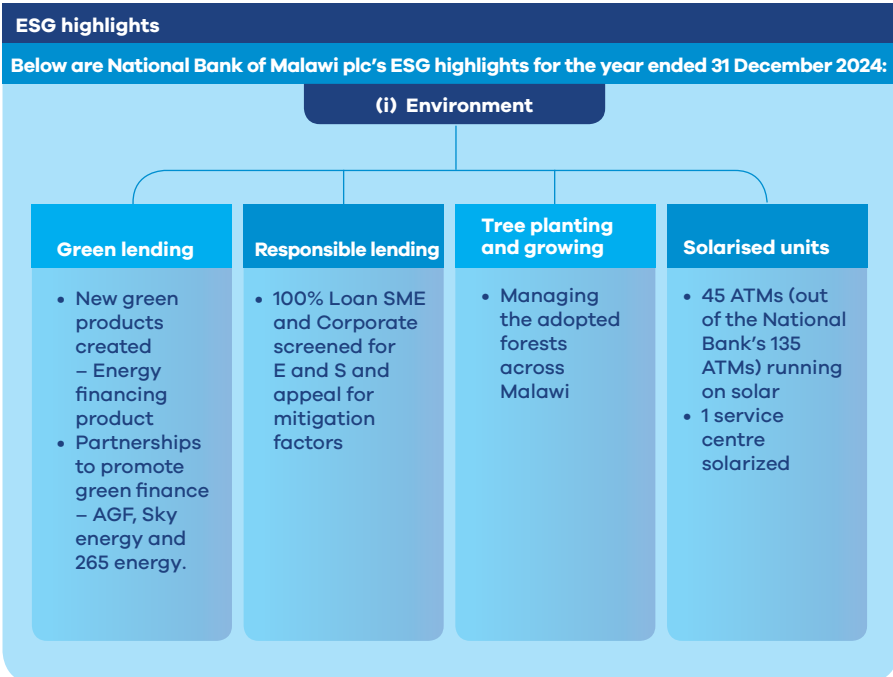 ESG highlights
Below are National Bank of Malawi plc's ESG highlights for the year ended 31 December 2024:
(i) Environment
Green lending
• New green
products
created
– Energy
financing
product
• Partnerships
to promote
green finance
– AGF, Sky
energy and
265 energy.
Responsible lending
• 100% Loan SME
and Corporate
screened for
E and S and
appeal for
mitigation
factors
Tree planting
and growing
• Managing
the adopted
forests
across
Malawi
Solarised units
• 45 ATMs (out
of the National
Bank's 135
ATMs) running
on solar
• 1 service
centre
solarized